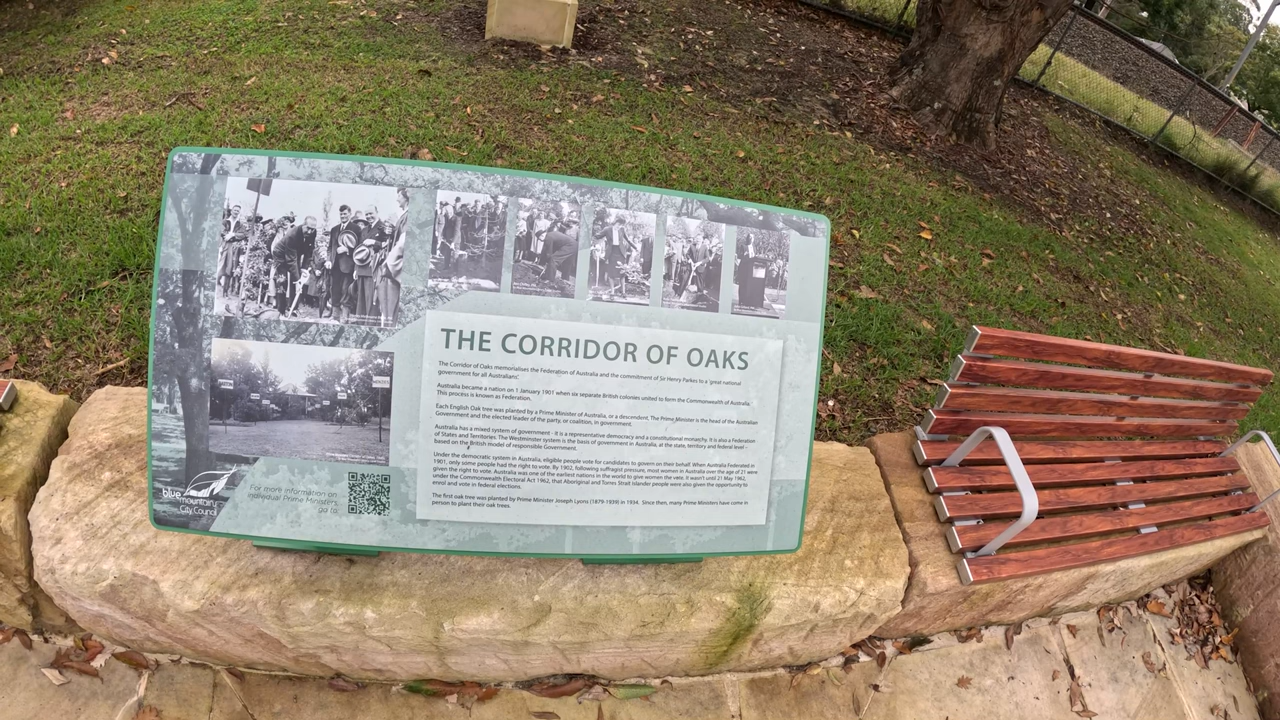 THE CORRIDOR OF OAKS
The Corridor of Oaks memorialises the Federation of Australia and the commitment of Sir Henry Parkes to a 'great national
government for all Australians'.
Australia became a nation on 1 January 1901 when six separate British colonies united to form the Commonwealth of Australia.
This process is known as Federation.
Each English Oak tree was planted by a Prime Minister of Australia, or a descendent. The Prime Minister is the head of the Australian
Government and the elected leader of the party, or coalition, in government.
Australia has a mixed system of government - it is a representative democracy and a constitutional monarchy. It is also a Federation
of States and Territories. The Westminster system is the basis of government in Australia, at the state, territory and federal level -
based on the British model of responsible Government.
Under the democratic system in Australia, eligible people vote for candidates to govern on their behalf. When Australia Federated in
1901, only some people had the right to vote. By 1902, following suffragist pressure, most women in Australia over the age of 21 were
given the right to vote. Australia was one of the earliest nations in the world to give women the vote. It wasn't until 21 May 1962,
under the Commonwealth Electoral Act 1962, that Aboriginal and Torres Strait Islander people were also given the opportunity to
enrol and vote in federal elections.
The first oak tree was planted by Prime Minister Joseph Lyons (1879-1939) in 1934. Since then, many Prime Ministers have come in
person to plant their oak trees.
blue mountains
City Council
For more information on
individual Prime Ministers
go to: